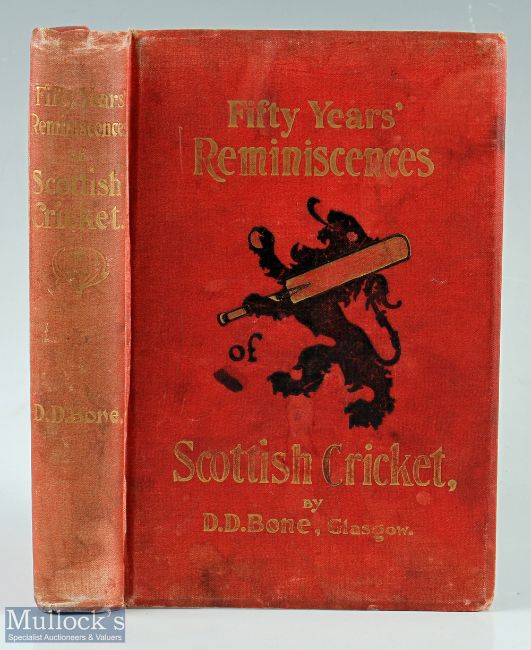 Fifty Years'
Reminiscences
of
Scottish
Cricket.
D.D. Bone.
Fifty Years'
Reminiscences
of
Scottish Cricket,
BY
D.D. Bone, Glasgow.
MULLOCK'S
Specialist Auctioneers & Valuers